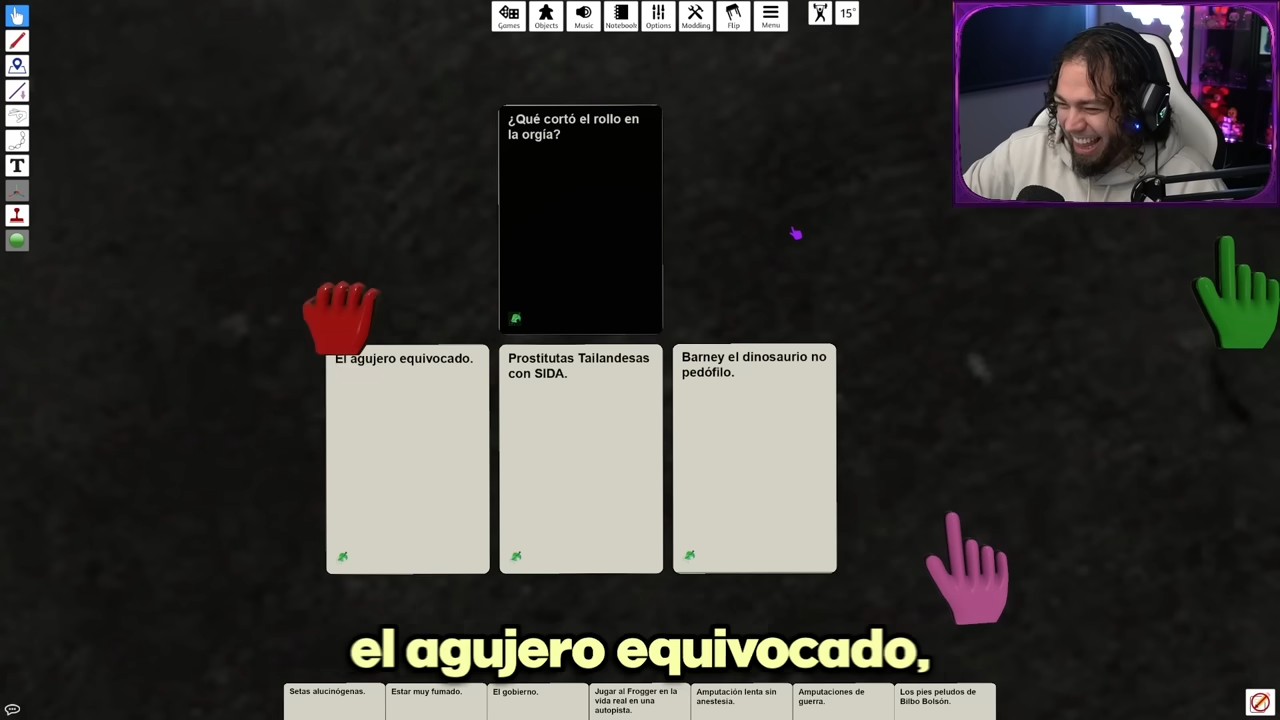 Games
Objects
Music
Notebook
Options
Modding
Flip
Menu
15°
T
¿Qué cortó el rollo en
la orgía?
El agujero equivocado.
Prostitutas Tailandesas
con SIDA.
Barney el dinosaurio no
pedófilo.
el agujero equivocado,
Setas alucinógenas.
Estar muy fumado.
El gobierno.
Jugar al Frogger en la
vida real en una
autopista.
Amputación lenta sin
anestesia.
Amputaciones de
guerra.
Los pies peludos de
Bilbo Bolsón.